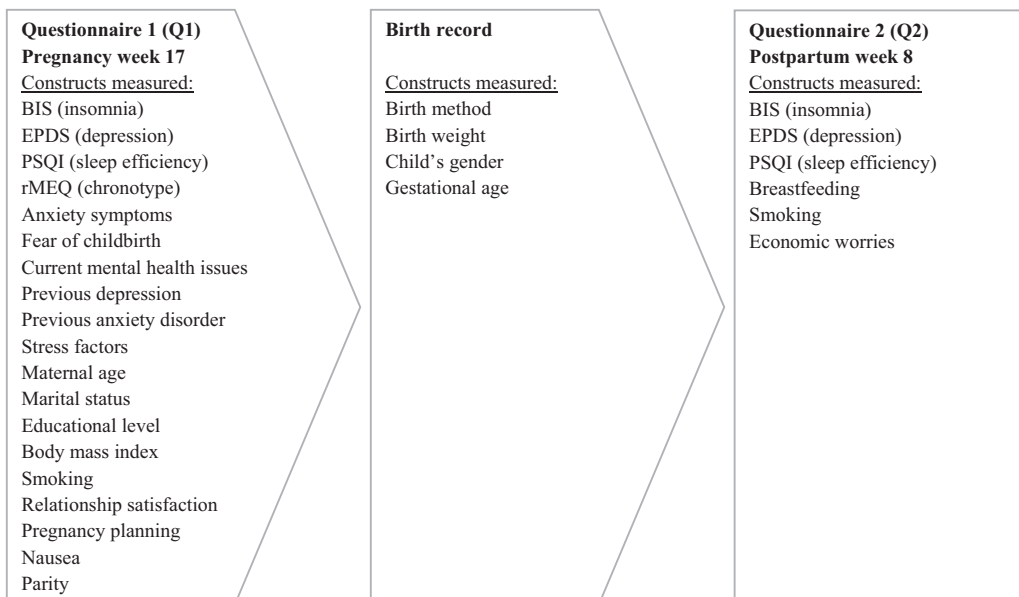 Questionnaire 1 (Q1)
Pregnancy week 17
Constructs measured:
BIS (insomnia)
EPDS (depression)
PSQI (sleep efficiency)
rMEQ (chronotype)
Anxiety symptoms
Fear of childbirth
Current mental health issues
Previous depression
Previous anxiety disorder
Stress factors
Maternal age
Marital status
Educational level
Body mass index
Smoking
Relationship satisfaction
Pregnancy planning
Nausea
Parity
Birth record
Constructs measured:
Birth method
Birth weight
Child's gender
Gestational age
Questionnaire 2 (Q2)
Postpartum week 8
Constructs measured:
BIS (insomnia)
EPDS (depression)
PSQI (sleep efficiency)
Breastfeeding
Smoking
Economic worries